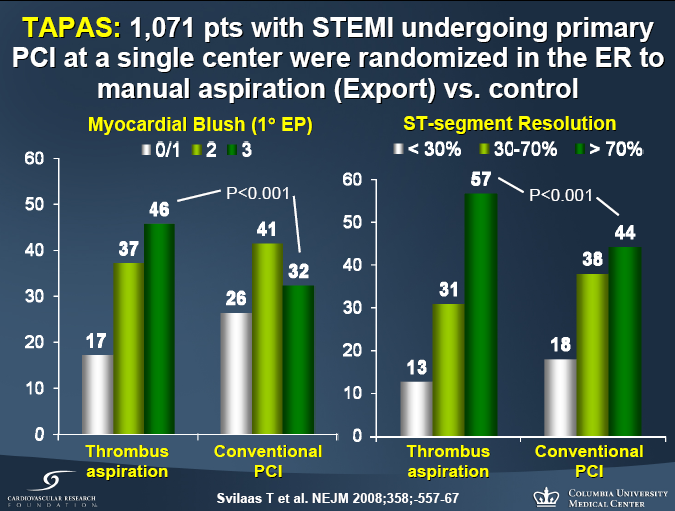 TAPAS: 1,071 pts with STEMI undergoing primary
PCI at a single center were randomized in the ER to
manual aspiration (Export) vs. control
Myocardial Blush (1° EP)
0/1 2 3
60
50
40
30
20
10
0
P<0.001
17
37
46
26
41
32
Thrombus
aspiration
Conventional
PCI
ST-segment Resolution
< 30% 30-70% > 70%
60
50
40
30
20
10
0
P<0.001
13
31
57
18
38
44
Thrombus
aspiration
Conventional
PCI
CARDIOVASCULAR RESEARCH
FOUNDATION
Svilaas T et al. NEJM 2008;358;-557-67
COLUMBIA UNIVERSITY
MEDICAL CENTER